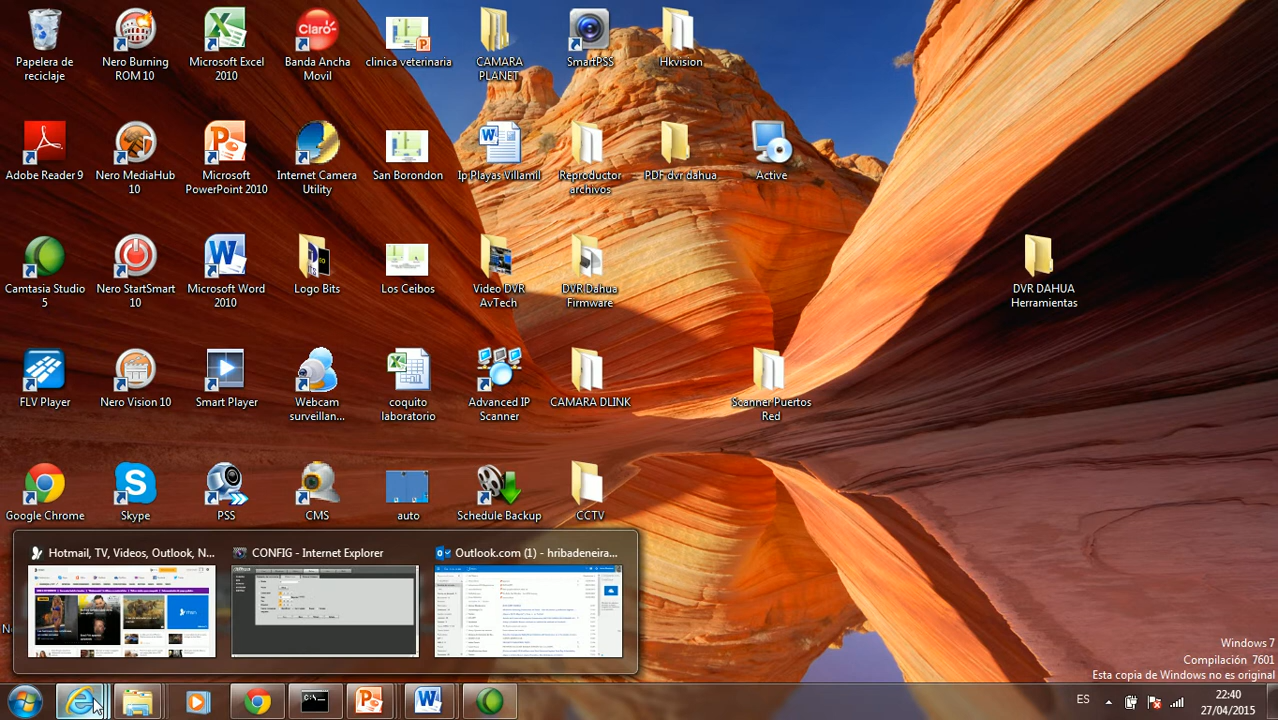 Papelera de
reciclaje
Nero Burning
ROM 10
Microsoft Excel
2010
Claro
Banda Ancha
Movil
clinica veterinaria
CAMARA
PLANET
SmartPSS
Hkvision
Adobe Reader 9
Nero MediaHub
10
Microsoft
PowerPoint 2010
Internet Camera
Utility
San Borondon
Ip Playas Villamil
Reproductor
archivos
PDF dvr dahua
Active
Camtasia Studio
5
Nero StartSmart
10
Microsoft Word
2010
Logo Bits
Los Ceibos
Video DVR
AvTech
DVR Dahua
Firmware
DVR DAHUA
Herramientas
FLV Player
Nero Vision 10
Smart Player
Webcam
surveillan...
coquito
laboratorio
Advanced IP
Scanner
CAMARA DLINK
Scanner Puertos
Red
Google Chrome
Skype
PSS
CMS
auto
Schedule Backup
CCTV
Hotmail, TV, Videos, Outlook, N...
CONFIG - Internet Explorer
Outlook.com (1) - hribadeneira...
Windows 7
Compilación 7601
Esta copia de Windows no es original
ES
22:40
27/04/2015